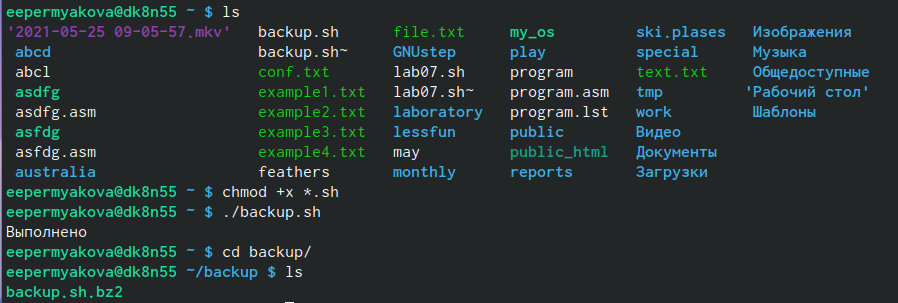 eepermyakova@dk8n55 ~ $ ls
'2021-05-25 09-05-57.mkv' backup.sh file.txt my_os ski.plases Изображения
abcd backup.sh~ GNUstep play special Музыка
abcl conf.txt lab07.sh program text.txt Общедоступные
asdfg example1.txt lab07.sh~ program.asm tmp 'Рабочий стол'
asdfg.asm example2.txt laboratory program.lst work Шаблоны
asfdg example3.txt lessfun public Видео
asfdg.asm example4.txt may public_html Документы
australia feathers monthly reports Загрузки
eepermyakova@dk8n55 ~ $ chmod +x *.sh
eepermyakova@dk8n55 ~ $ ./backup.sh
Выполнено
eepermyakova@dk8n55 ~ $ cd backup/
eepermyakova@dk8n55 ~/backup $ ls
backup.sh.bz2